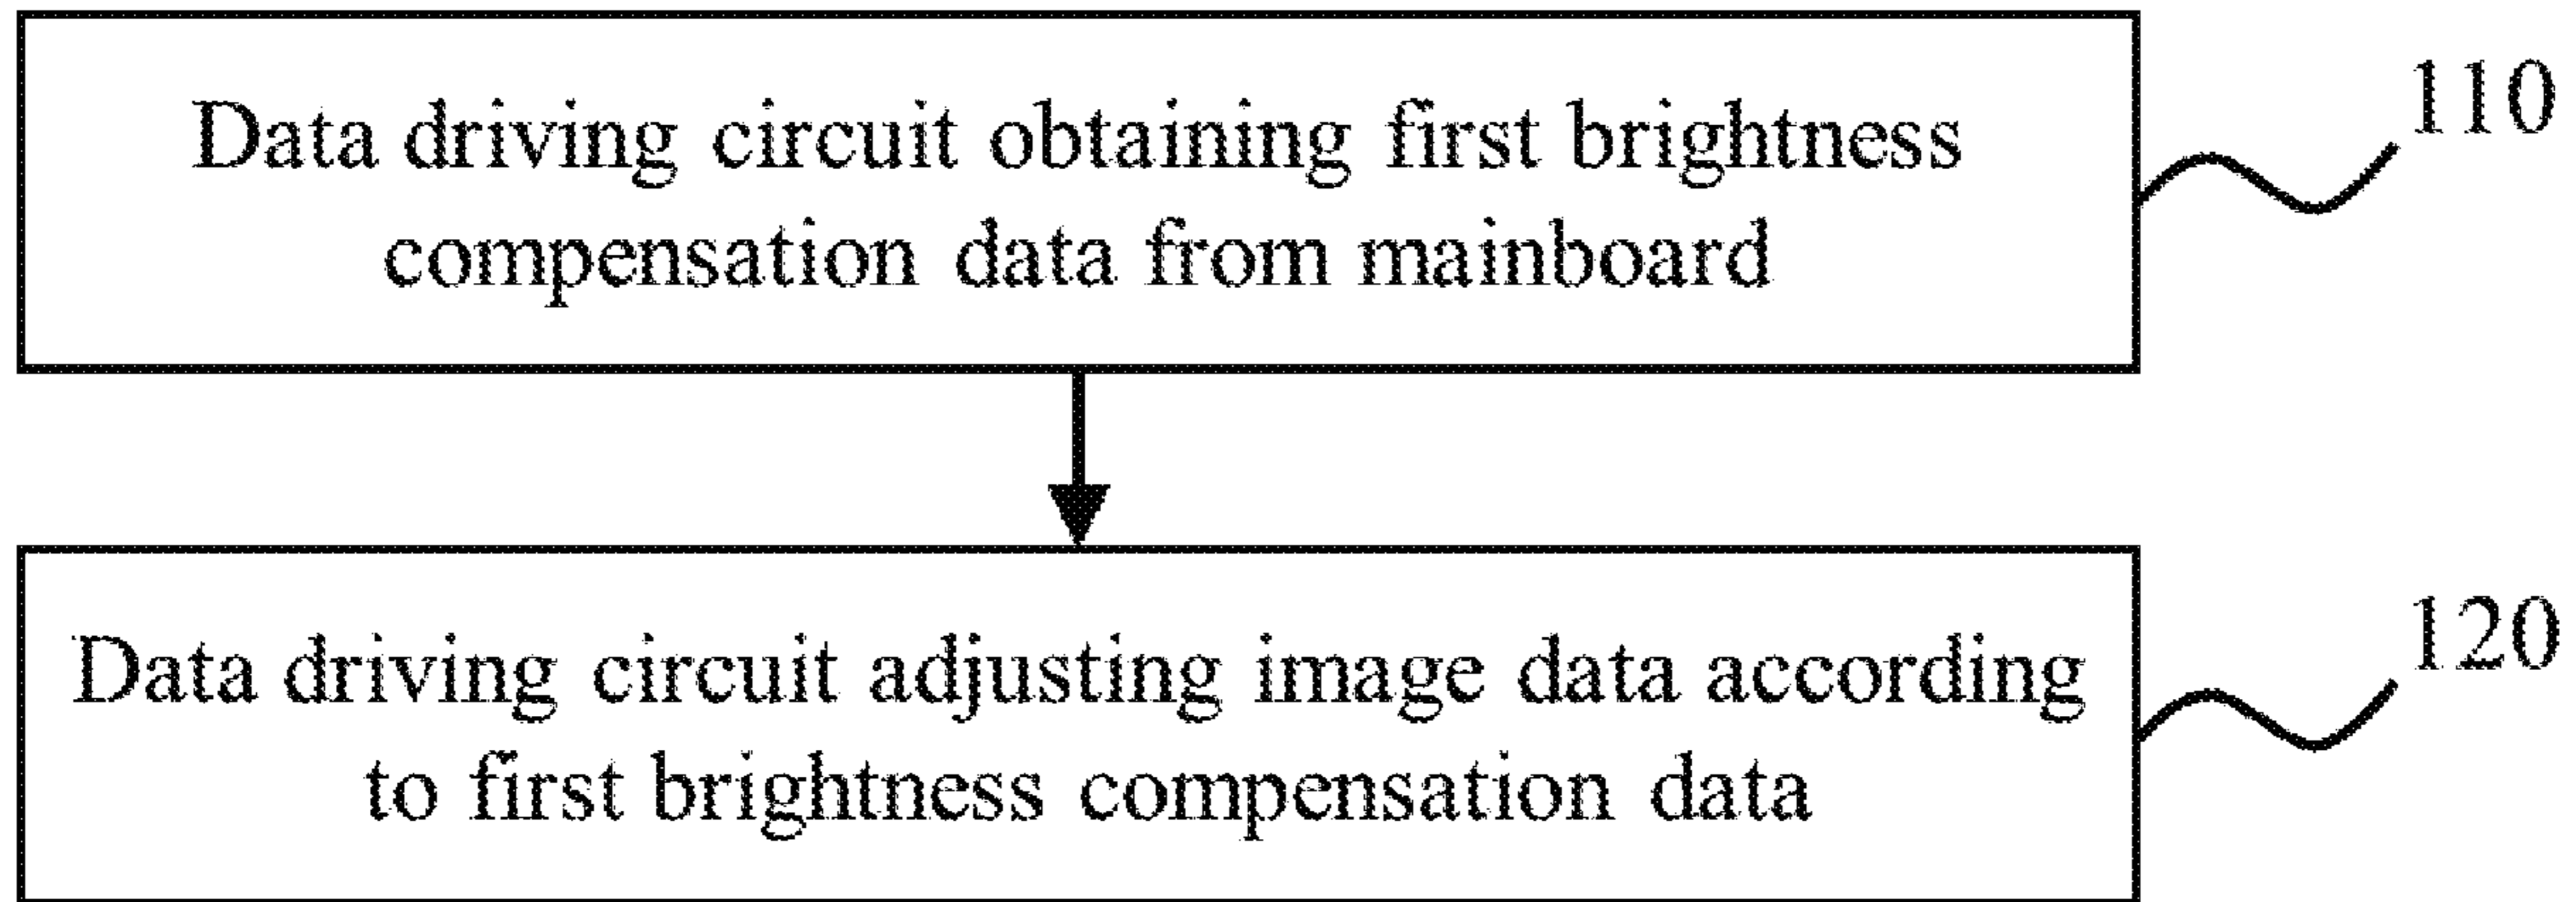 Data driving circuit obtaining first brightness
compensation data from mainboard
110
Data driving circuit adjusting image data according
to first brightness compensation data
120